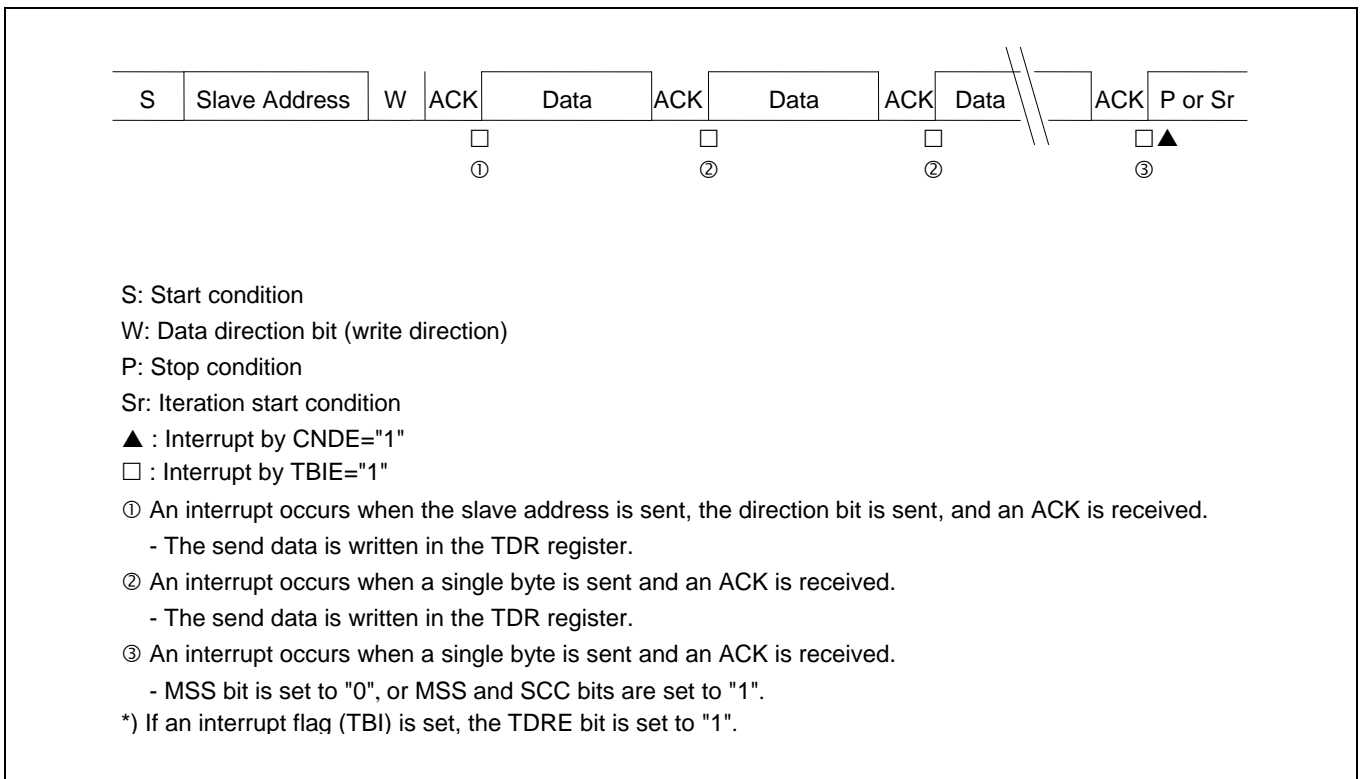 S Slave Address W ACK Data ACK Data ACK Data ACK P or Sr
□ □ □ □▲
① ② ② ③
S: Start condition
W: Data direction bit (write direction)
P: Stop condition
Sr: Iteration start condition
▲ : Interrupt by CNDE="1"
□ : Interrupt by TBIE="1"
① An interrupt occurs when the slave address is sent, the direction bit is sent, and an ACK is received.
- The send data is written in the TDR register.
② An interrupt occurs when a single byte is sent and an ACK is received.
- The send data is written in the TDR register.
③ An interrupt occurs when a single byte is sent and an ACK is received.
- MSS bit is set to "0", or MSS and SCC bits are set to "1".
*) If an interrupt flag (TBI) is set, the TDRE bit is set to "1".